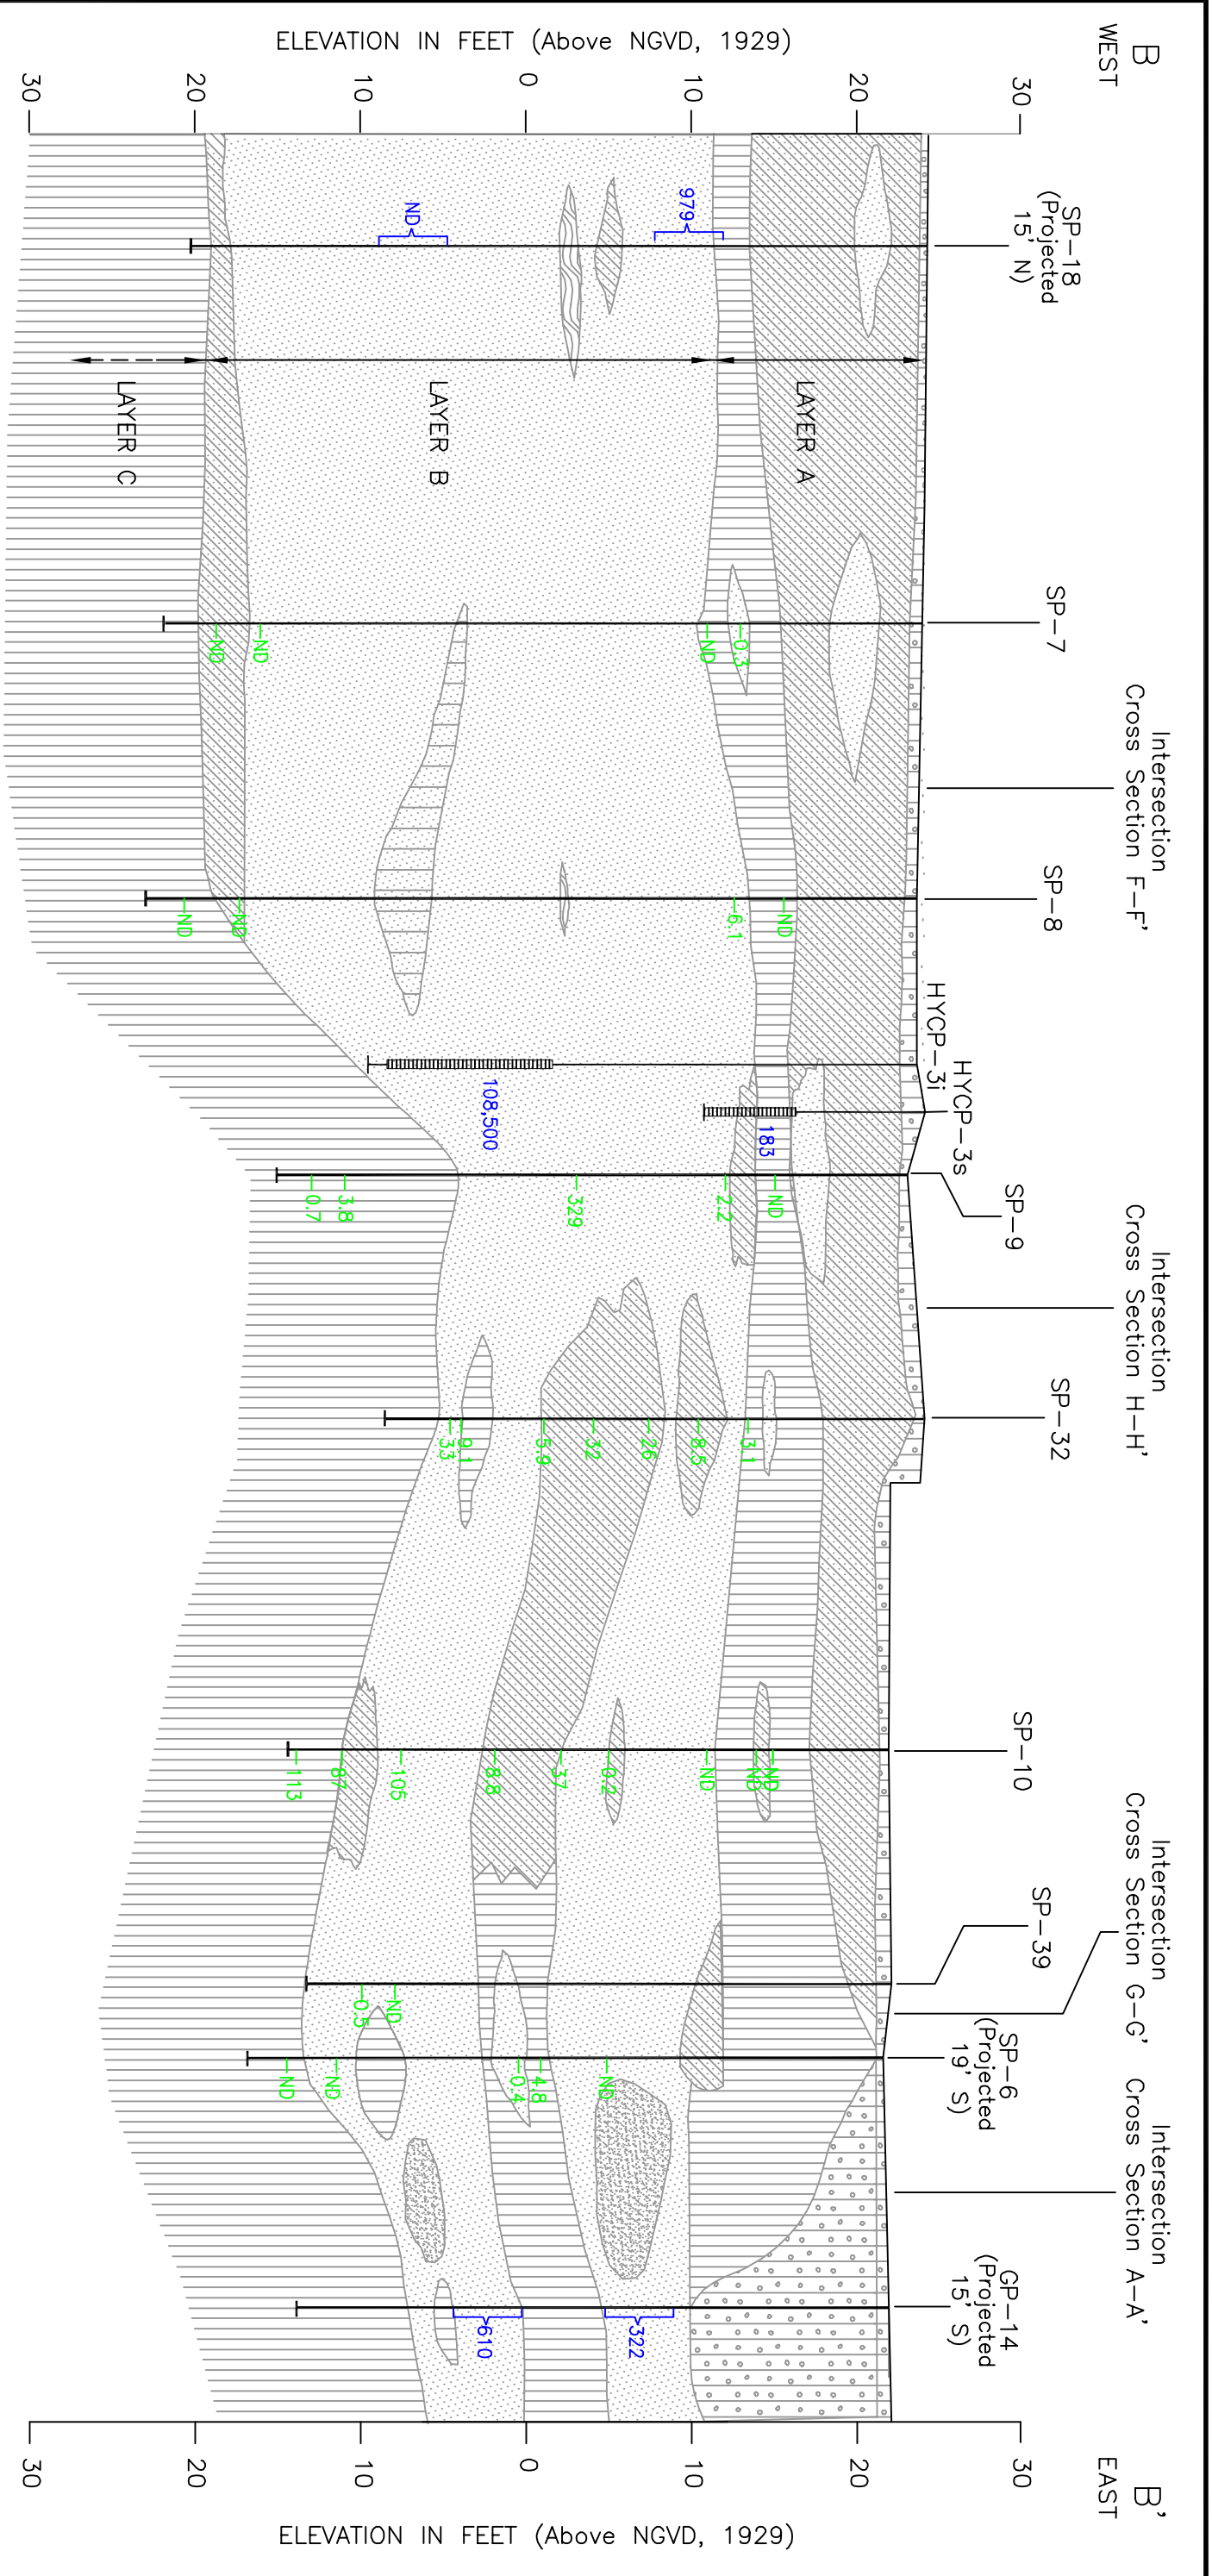 B
WEST
B'
EAST
ELEVATION IN FEET (Above NGVD, 1929)
30
20
10
0
10
20
30
SP-18
(Projected
15' N)
SP-7
Intersection
Cross Section F-F'
SP-8
HYCP-3i
HYCP-3s
SP-9
Intersection
Cross Section H-H'
SP-32
SP-10
Intersection
Cross Section G-G'
SP-39
SP-6
(Projected
19' S)
Intersection
Cross Section A-A'
GP-14
(Projected
15' S)
LAYER A
LAYER B
LAYER C
979
ND
0.3
ND
ND
ND
ND
6.1
ND
ND
108,500
183
ND
2.2
329
3.8
0.7
3.1
8.5
26
32
5.9
9.1
33
ND
ND
ND
0.2
37
8.8
105
87
113
ND
0.5
ND
4.8
0.4
ND
ND
322
610
30
20
10
0
10
20
30
ELEVATION IN FEET (Above NGVD, 1929)